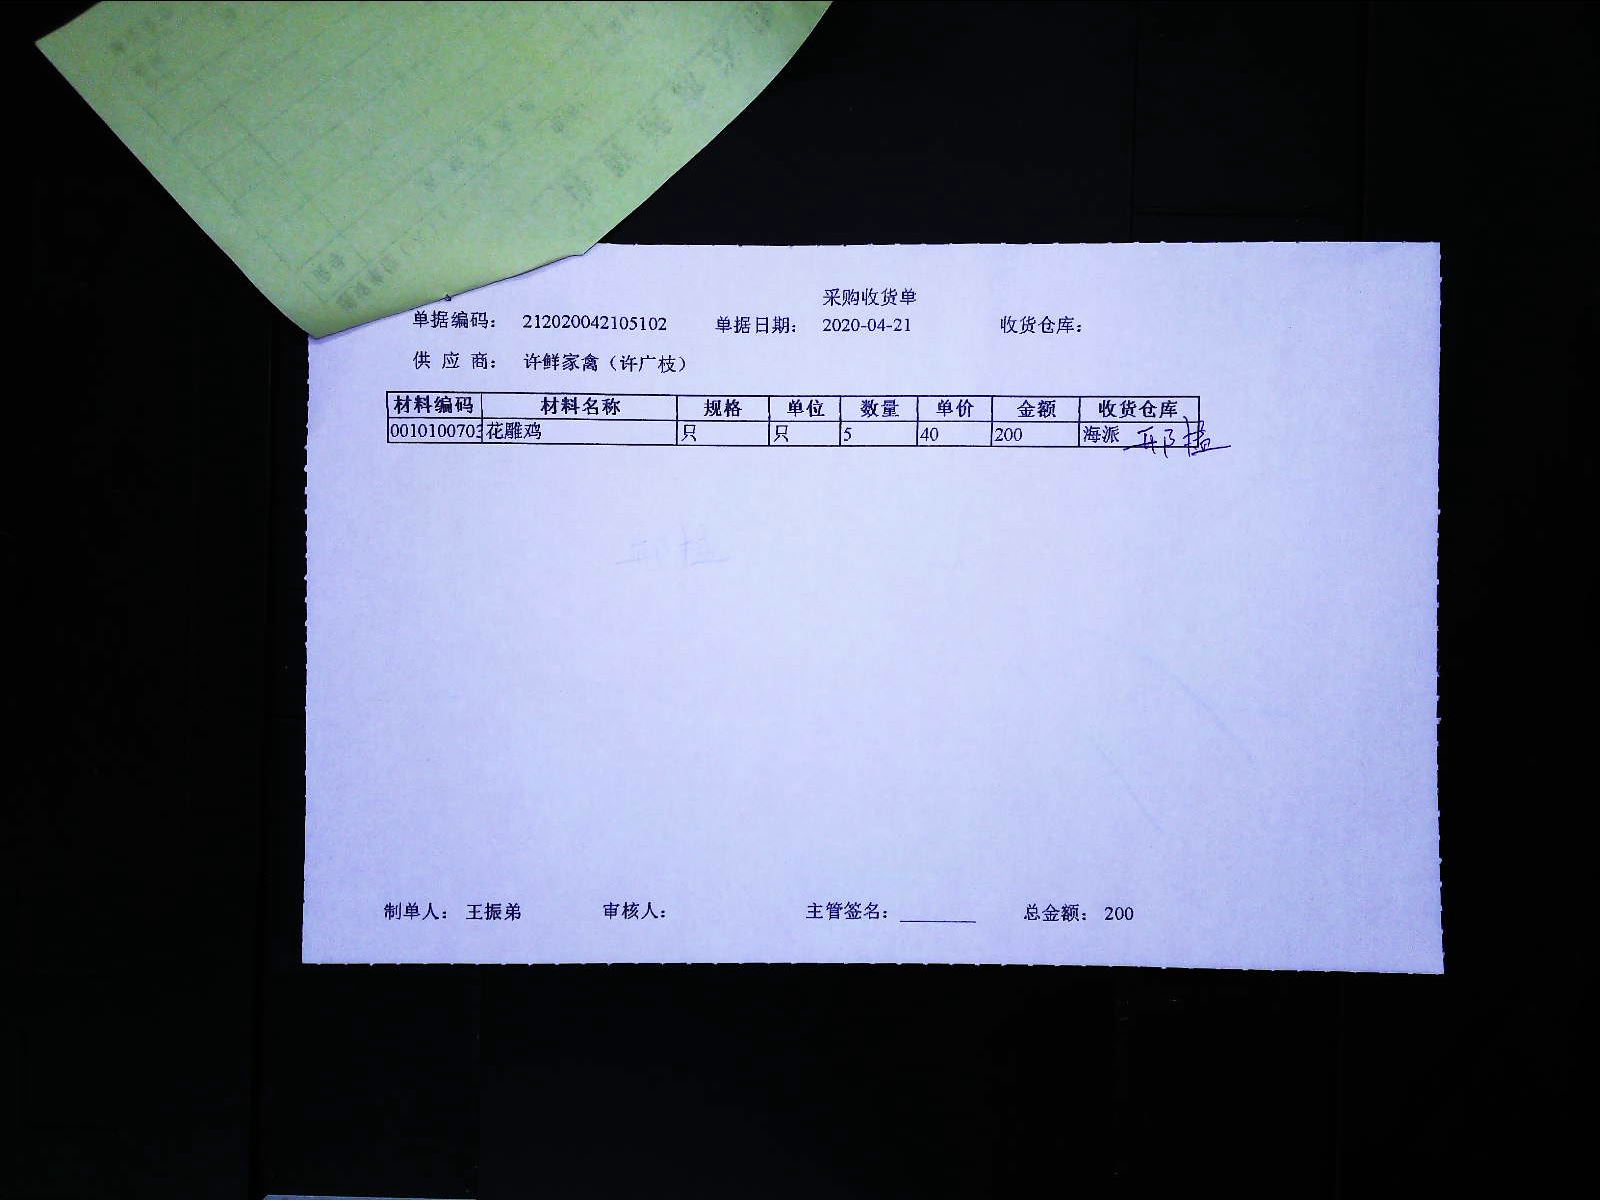 采购收货单
单据编码： 212020042105102 单据日期： 2020-04-21 收货仓库：
供 应 商： 许鲜家禽（许广枝）
材料编码 材料名称 规格 单位 数量 单价 金额 收货仓库
0010100703 花雕鸡 只 只 5 40 200 海派
制单人： 王振弟 审核人： 主管签名： 总金额： 200